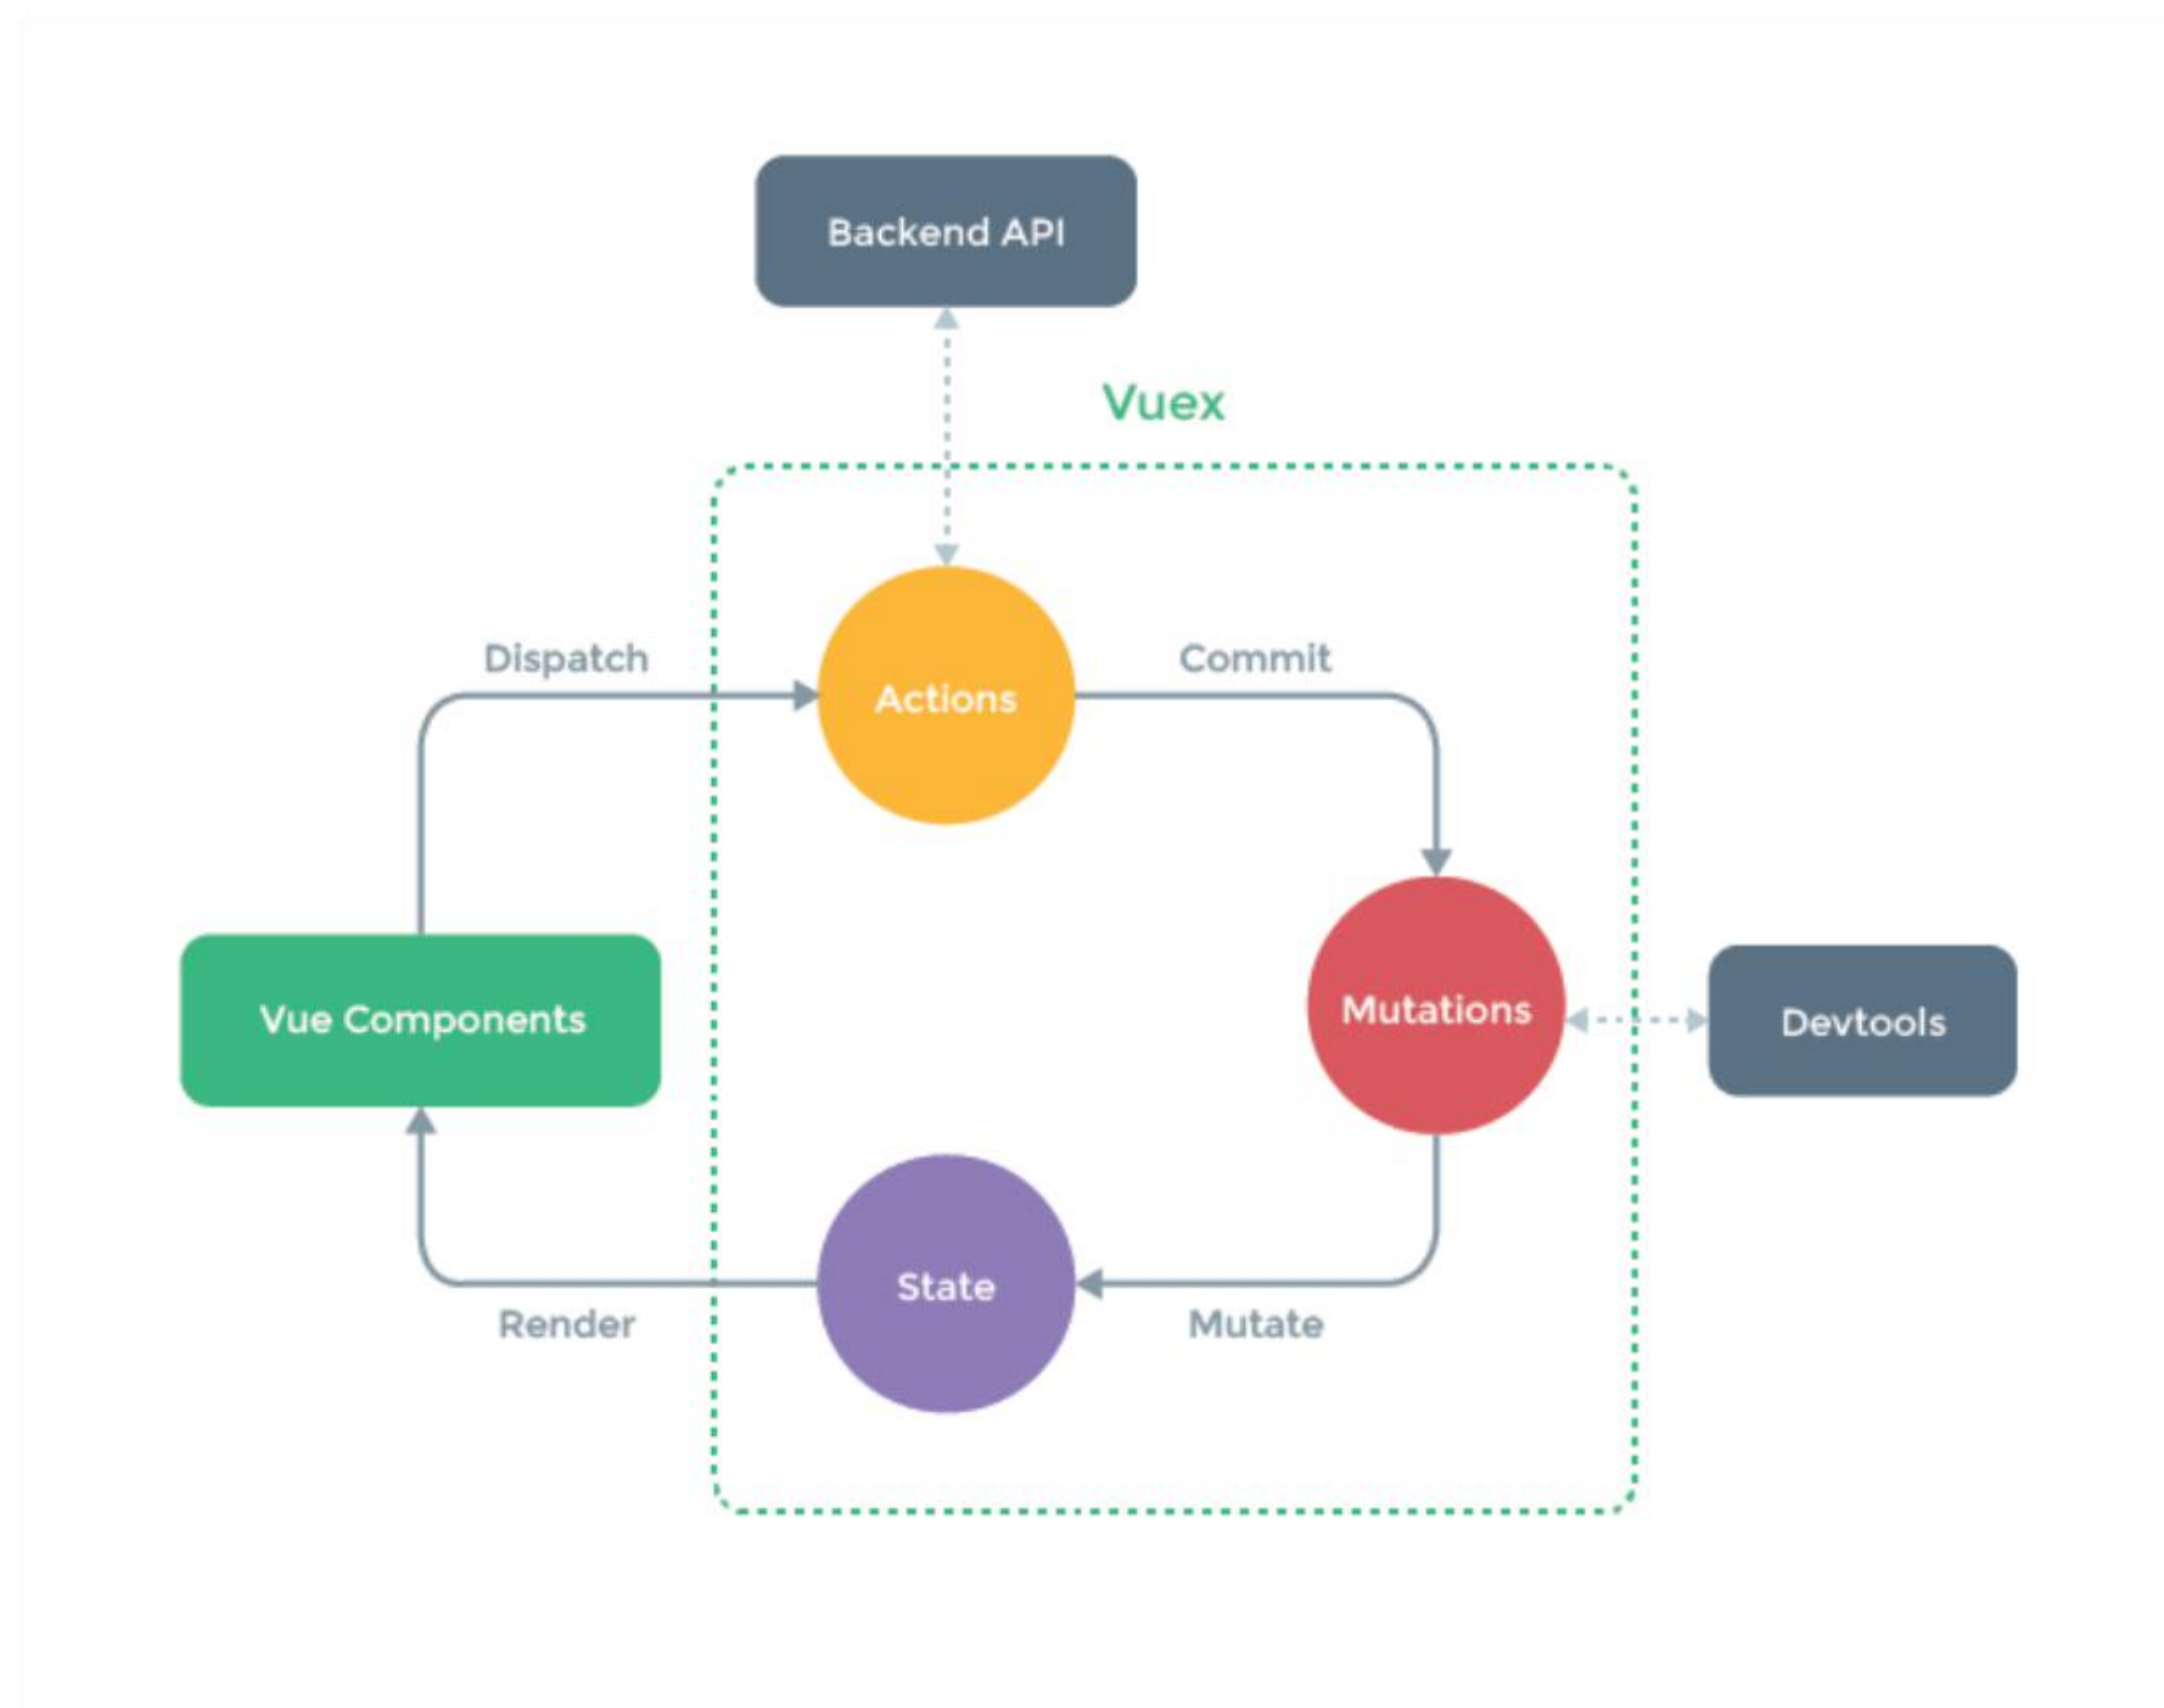 Backend API
Vuex
Dispatch
Commit
Actions
Vue Components
Mutations
Devtools
State
Render
Mutate